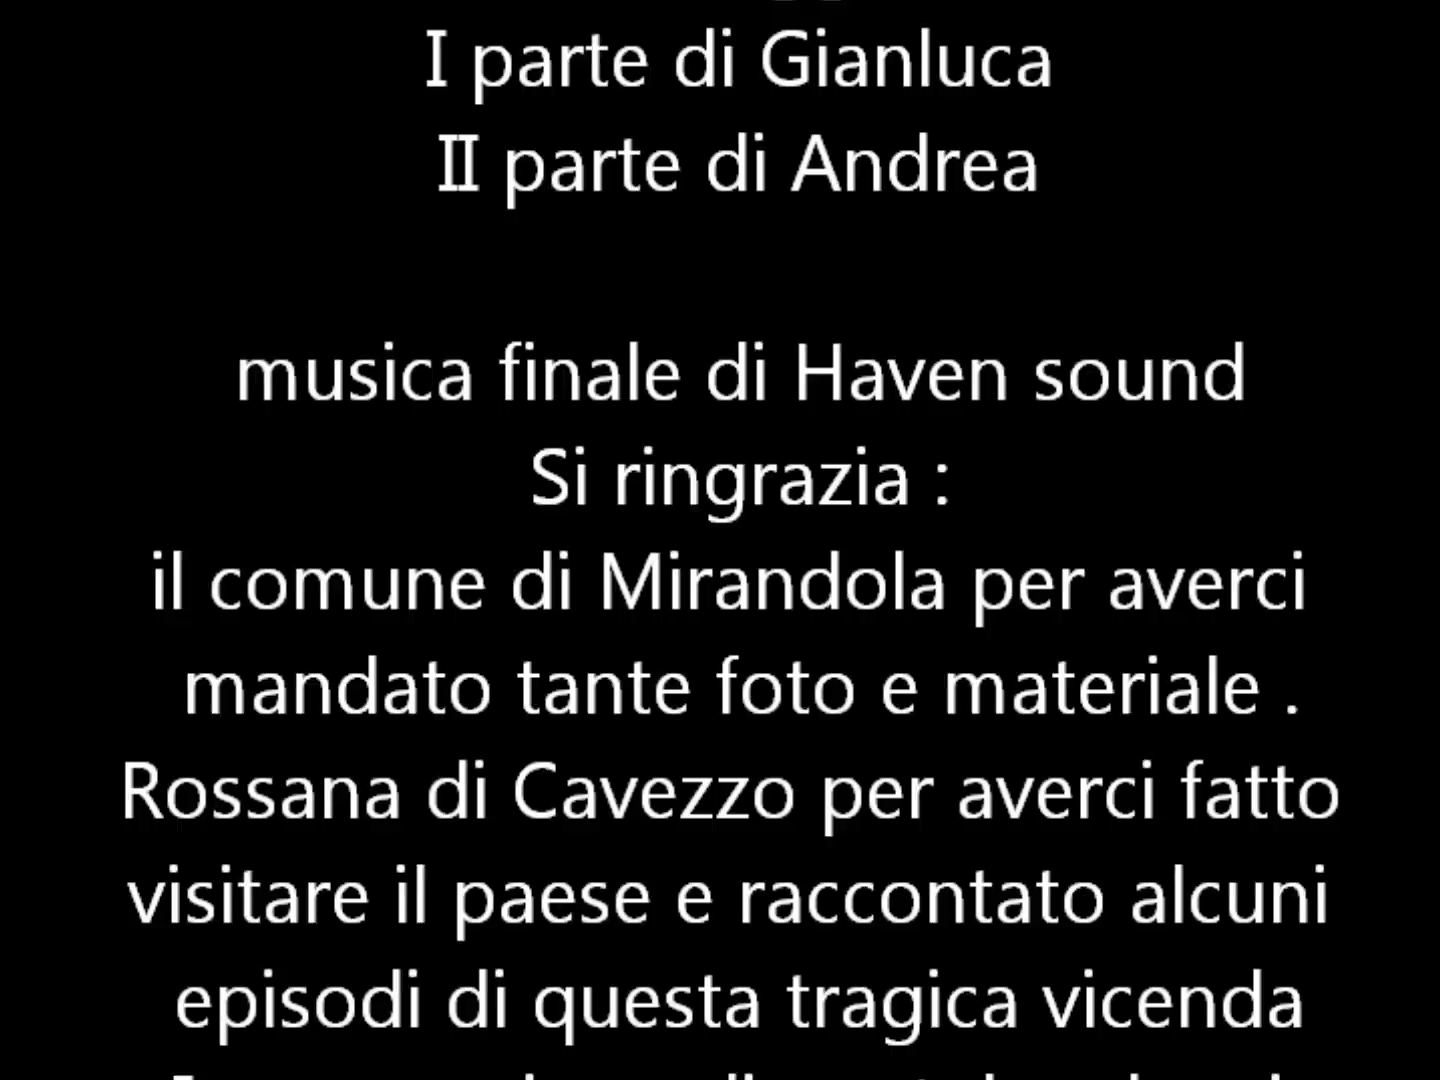 I parte di Gianluca
II parte di Andrea
musica finale di Haven sound
Si ringrazia :
il comune di Mirandola per averci
mandato tante foto e materiale .
Rossana di Cavezzo per averci fatto
visitare il paese e raccontato alcuni
episodi di questa tragica vicenda